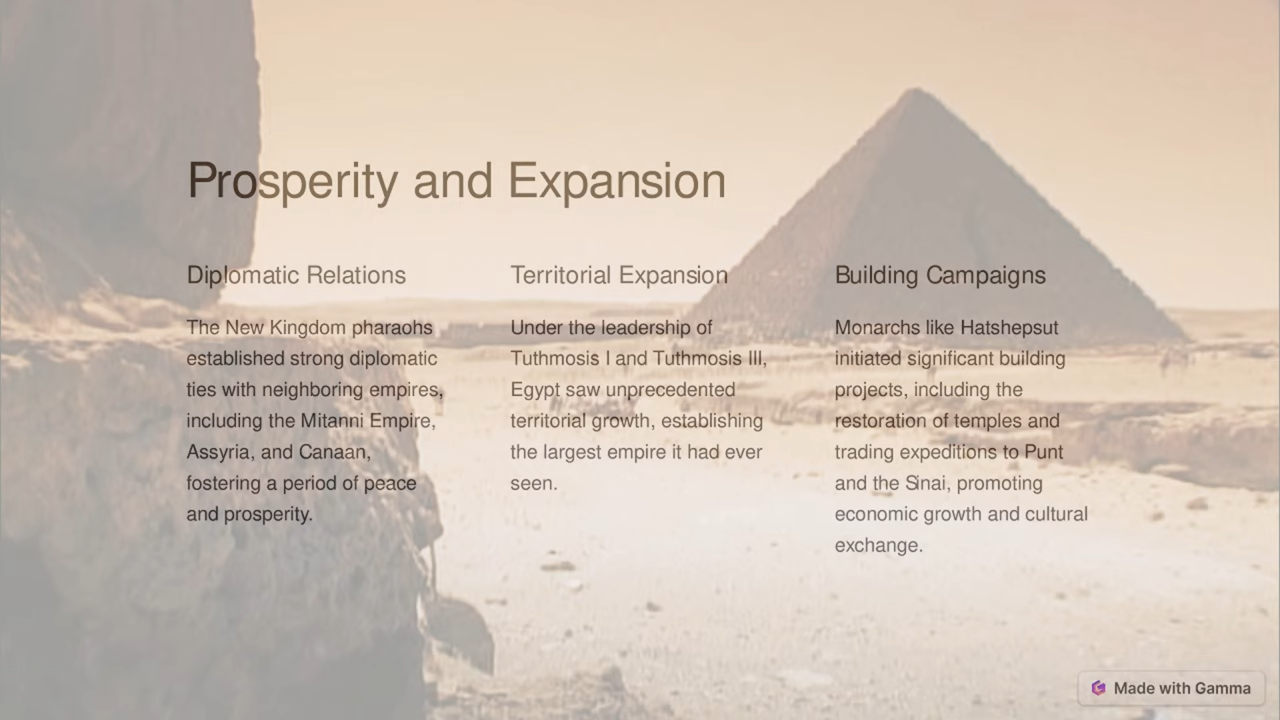 Prosperity and Expansion
Diplomatic Relations
The New Kingdom pharaohs
established strong diplomatic
ties with neighboring empires,
including the Mitanni Empire,
Assyria, and Canaan,
fostering a period of peace
and prosperity.
Territorial Expansion
Under the leadership of
Tuthmosis I and Tuthmosis III,
Egypt saw unprecedented
territorial growth, establishing
the largest empire it had ever
seen.
Building Campaigns
Monarchs like Hatshepsut
initiated significant building
projects, including the
restoration of temples and
trading expeditions to Punt
and the Sinai, promoting
economic growth and cultural
exchange.
Made with Gamma